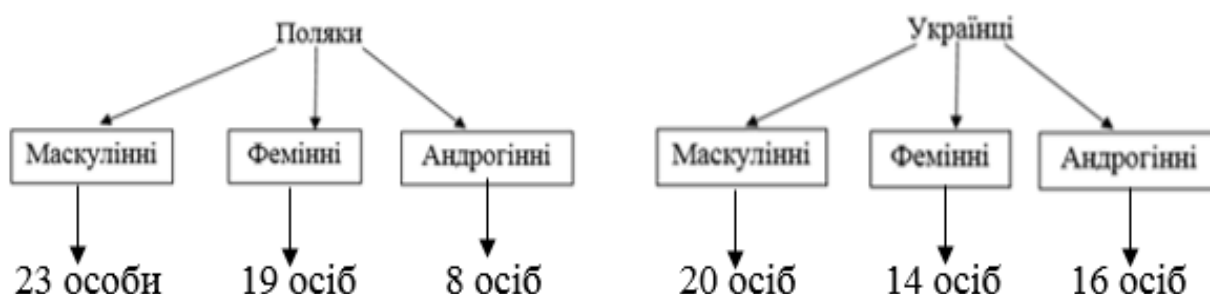 Поляки
Українці
Маскулінні Фемінні Андрогінні Маскулінні Фемінні Андрогінні
23 особи 19 осіб 8 осіб 20 осіб 14 осіб 16 осіб